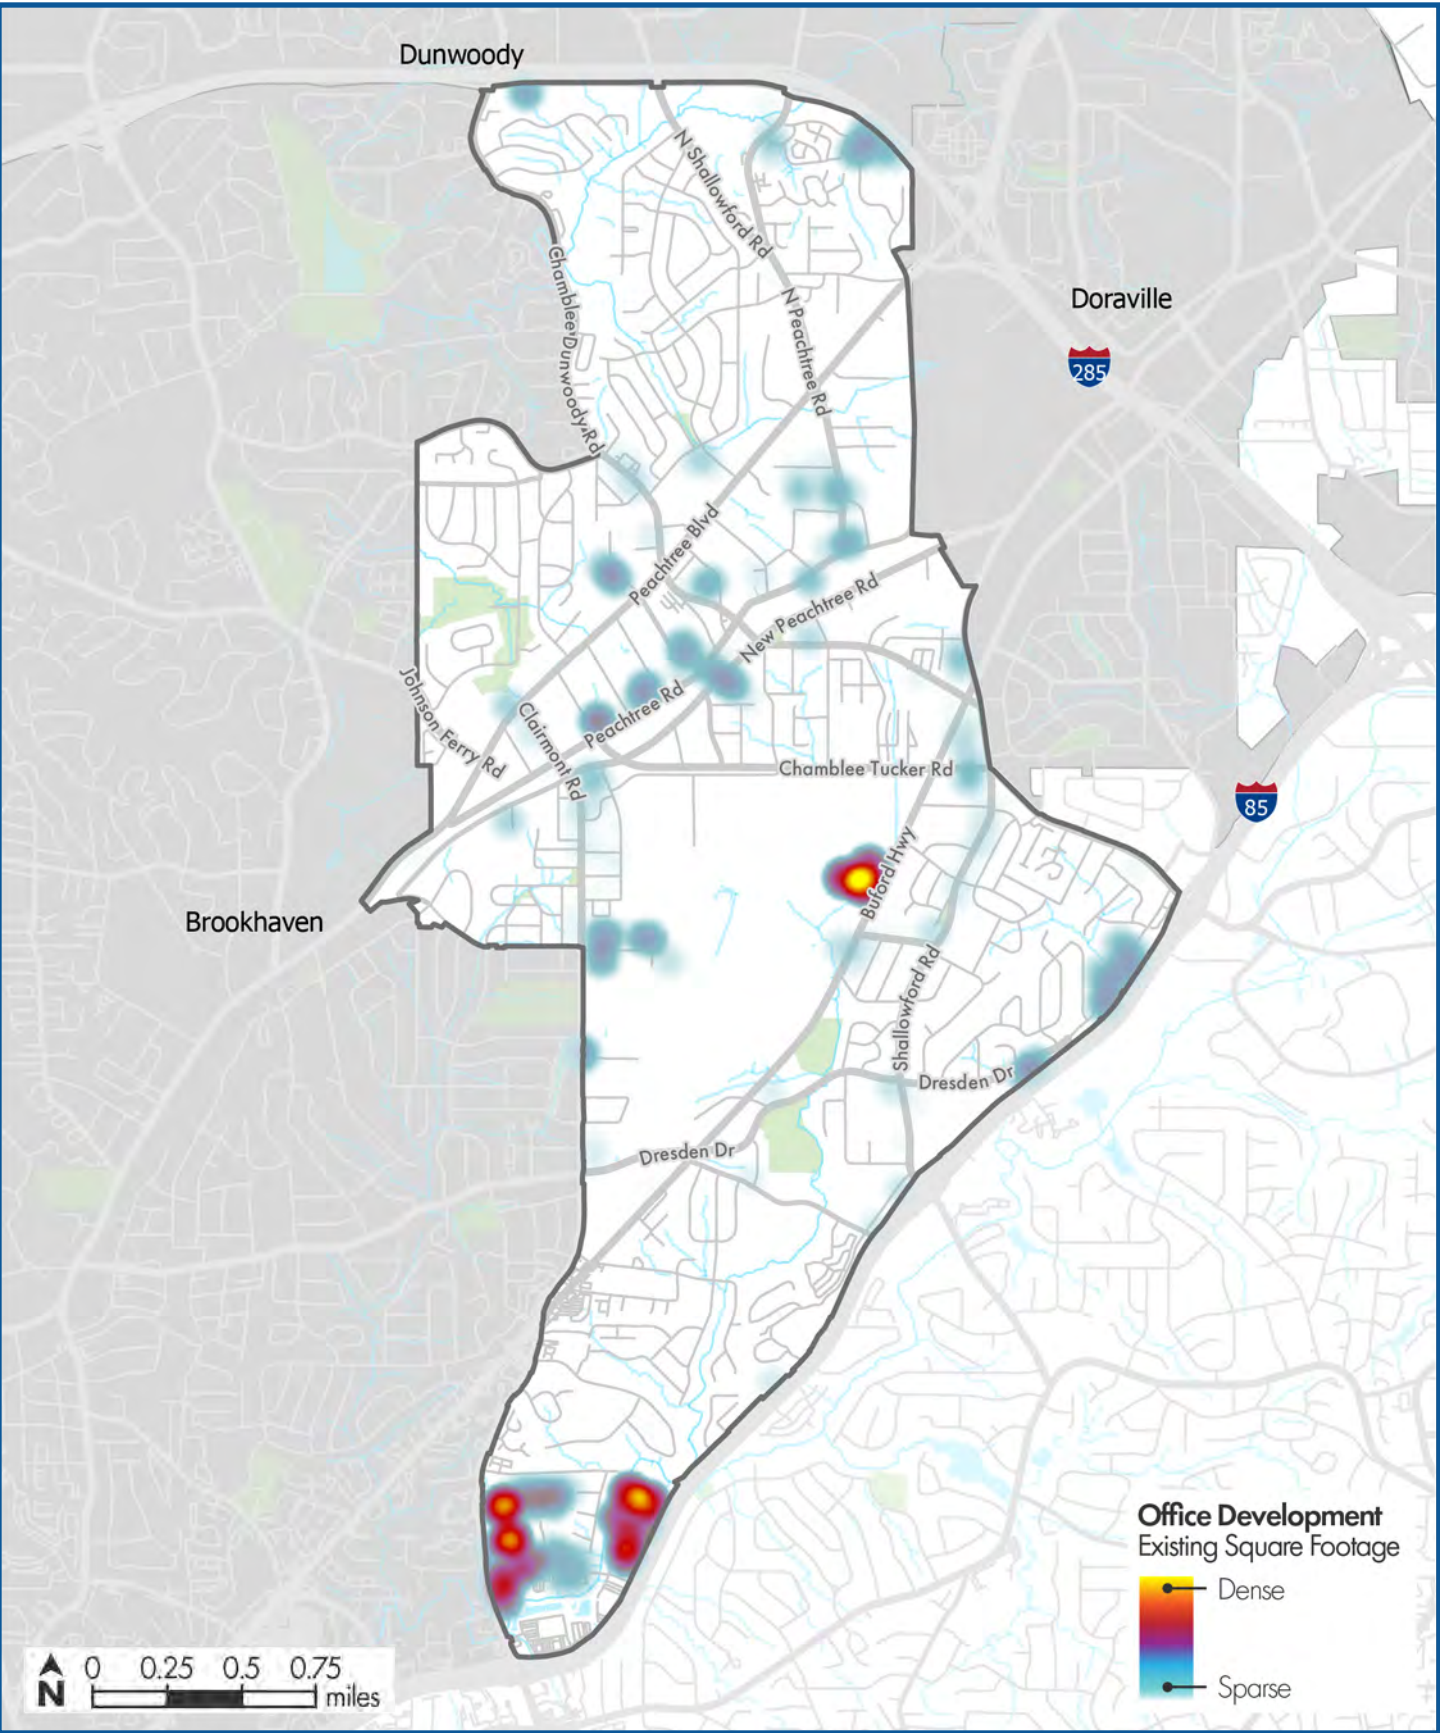 Dunwoody
N Shallowford Rd
Chamblee Dunwoody Rd
N Peachtree Rd
Doraville
285
Peachtree Blvd
New Peachtree Rd
Johnson Ferry Rd
Clairmont Rd
Peachtree Rd
Chamblee Tucker Rd
85
Buford Hwy
Brookhaven
Shallowford Rd
Dresden Dr
Dresden Dr
Office Development
Existing Square Footage
Dense
Sparse
N
0 0.25 0.5 0.75
miles